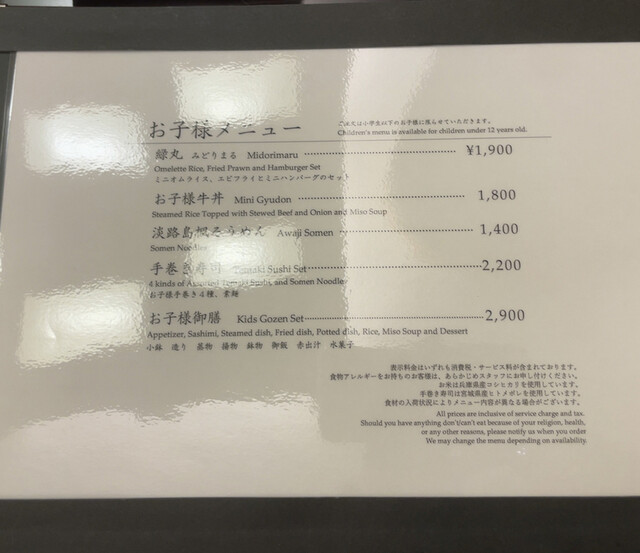 お子様メニュー
ご注文は小学生以下のお子様に限らせていただきます。
Children's menu is available for children under 12 years old.
緑丸 みどりまる Midorimaru ¥1,900
Omelette Rice, Fried Prawn and Hamburger Set
ミニオムライス、エビフライとミニハンバーグのセット
お子様牛丼 Mini Gyudon 1,800
Steamed Rice Topped with Stewed Beef and Onion and Miso Soup
淡路島 そうめん Awaji Somen 1,400
Somen Noodles
手巻き寿司 Temaki Sushi Set 2,200
4 kinds of Assorted Temaki Sushi, and Somen Noodles
お子様手巻き4種、素麺
お子様御膳 Kids Gozen Set 2,900
Appetizer, Sashimi, Steamed dish, Fried dish, Potted dish, Rice, Miso Soup and Dessert
小鉢 造り 蒸物 揚物 鉢物 御飯 赤出汁 水菓子
表示料金はいずれも消費税・サービス料が含まれております。
食物アレルギーをお持ちのお客様は、あらかじめスタッフにお申し付けください。
お米は兵庫県産コシヒカリを使用しています。
手巻き寿司は宮城県産ヒトメボレを使用しています。
食材の入荷状況によりメニュー内容が異なる場合がございます。
All prices are inclusive of service charge and tax.
Should you have anything don't/can't eat because of your religion, health,
or any other reasons, please notify us when you order
We may change the menu depending on availability.